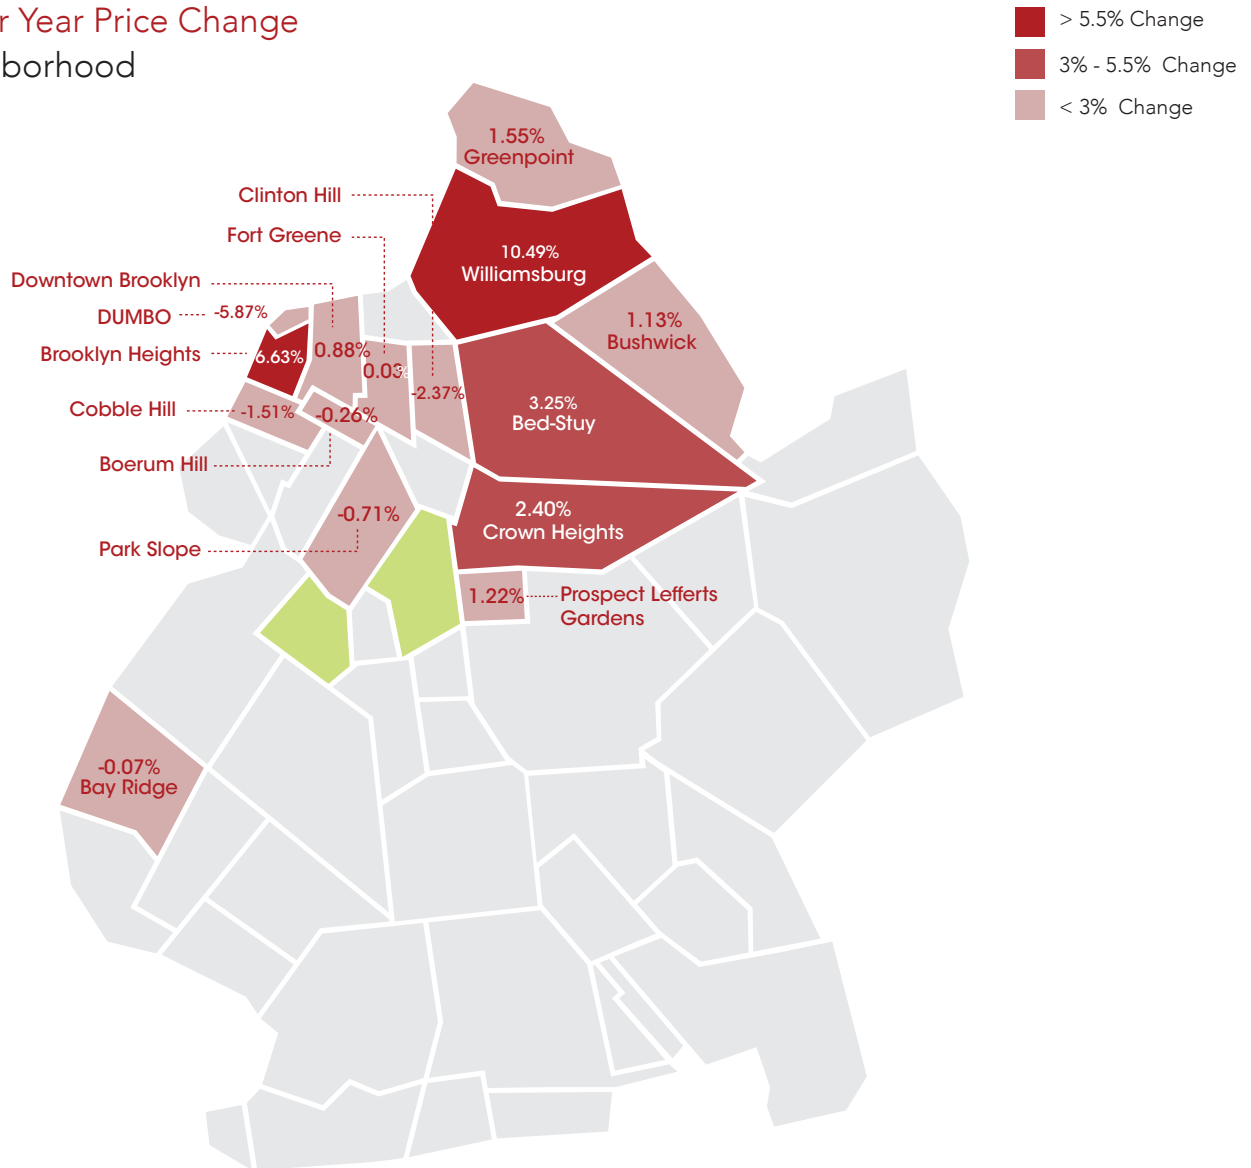 r Year Price Change
borhood
> 5.5% Change
3% - 5.5% Change
< 3% Change
1.55%
Greenpoint
Clinton Hill
Fort Greene
10.49%
Williamsburg
Downtown Brooklyn
DUMBO
-5.87%
1.13%
Bushwick
Brooklyn Heights
6.63%
0.88%
0.03%
-2.37%
Cobble Hill
-1.51%
-0.26%
3.25%
Bed-Stuy
Boerum Hill
-0.71%
2.40%
Crown Heights
Park Slope
1.22%
Prospect Lefferts
Gardens
-0.07%
Bay Ridge